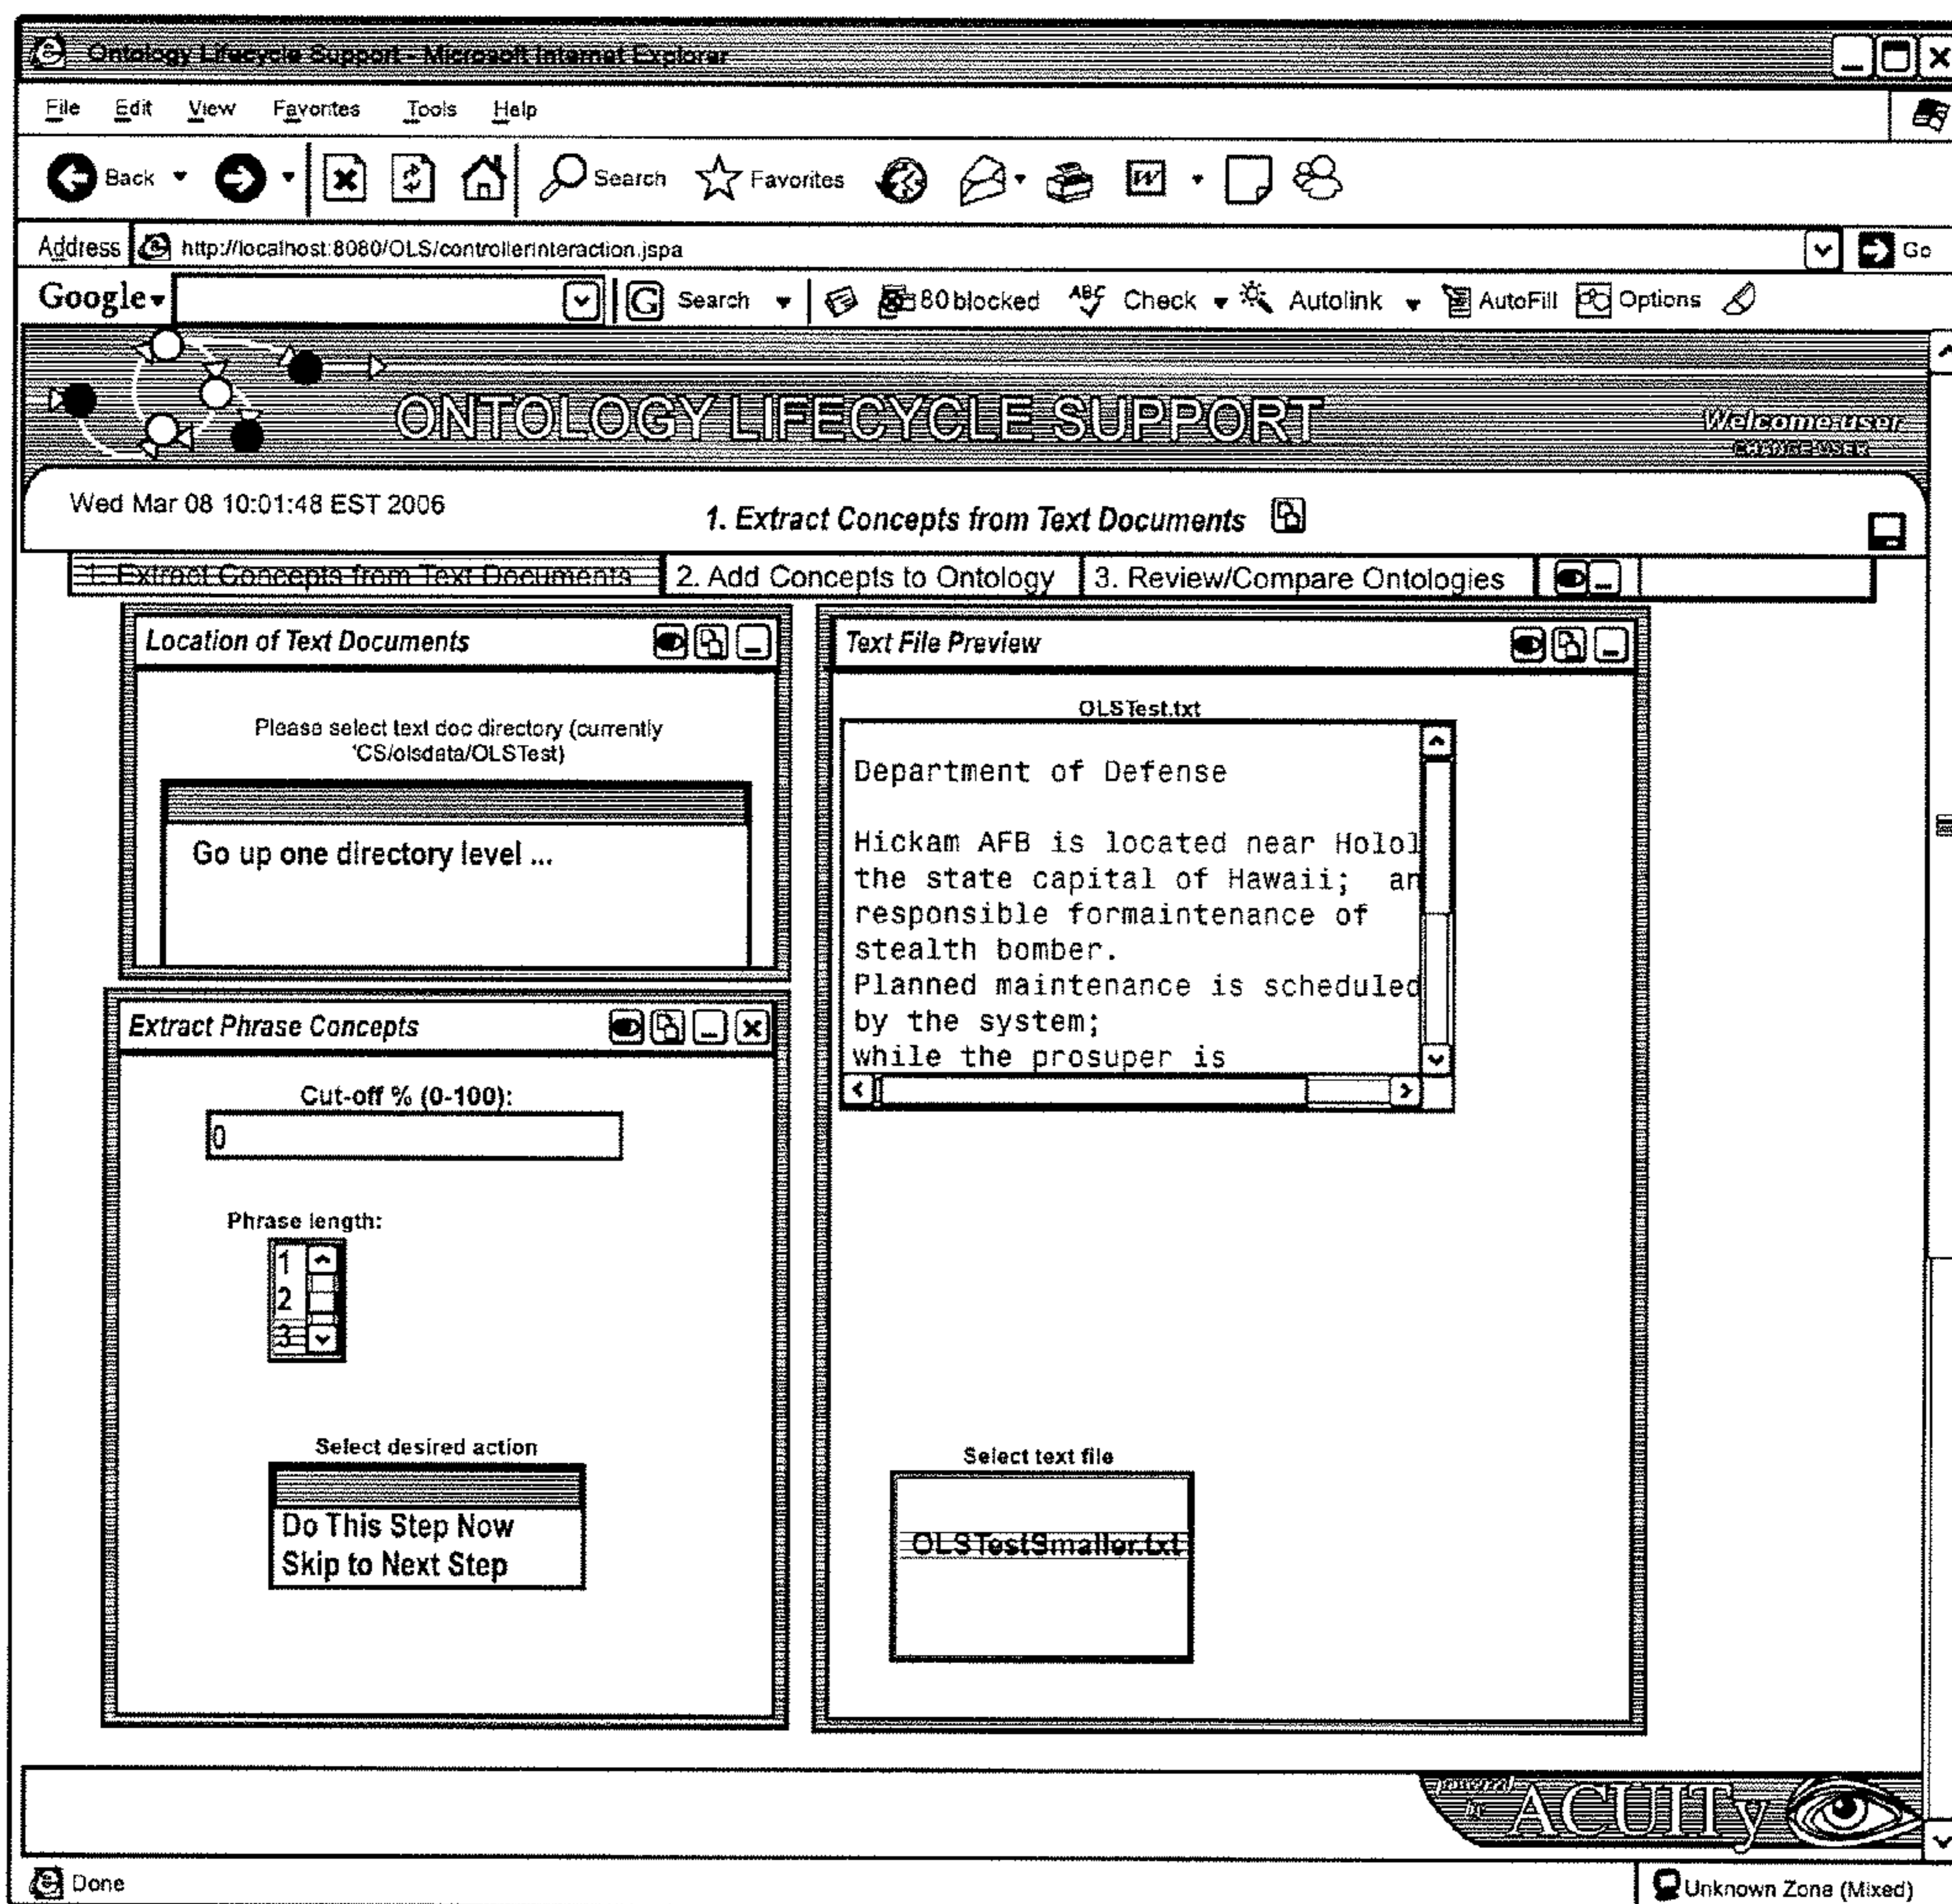 Ontology Lifecycle Support - Microsoft Internet Explorer
File Edit View Favorites Tools Help
Back Search Favorites W
Address http://localhost:8080/OLS/controllerInteraction.jspa Go
Google G Search 80 blocked ABC Check Autolink AutoFill Options
ONTOLOGY LIFECYCLE SUPPORT
Welcome user
CHANGE USER
Wed Mar 08 10:01:48 EST 2006
1. Extract Concepts from Text Documents
1. Extract Concepts from Text Documents 2. Add Concepts to Ontology 3. Review/Compare Ontologies
Location of Text Documents
Please select text doc directory (currently
'CS/olsdata/OLSTest)
Go up one directory level ...
Extract Phrase Concepts
Cut-off % (0-100):
0
Phrase length:
1
2
3
Select desired action
Do This Step Now
Skip to Next Step
Text File Preview
OLSTest.txt
Department of Defense
Hickam AFB is located near Holol
the state capital of Hawaii; an
responsible formaintenance of
stealth bomber.
Planned maintenance is scheduled
by the system;
while the prosuper is
Select text file
OLSTestSmaller.txt
powered
by ACUITy
Done
Unknown Zona (Mixed)